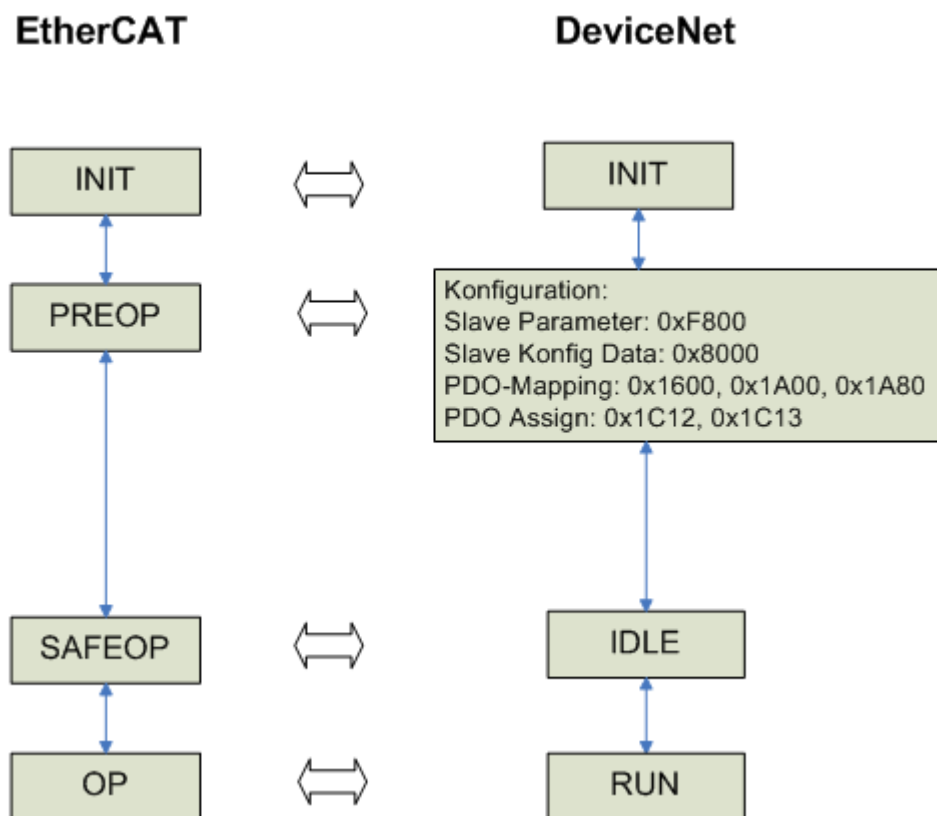 EtherCAT
DeviceNet
INIT
INIT
PREOP
Konfiguration:
Slave Parameter: 0xF800
Slave Konfig Data: 0x8000
PDO-Mapping: 0x1600, 0x1A00, 0x1A80
PDO Assign: 0x1C12, 0x1C13
SAFEOP
IDLE
OP
RUN